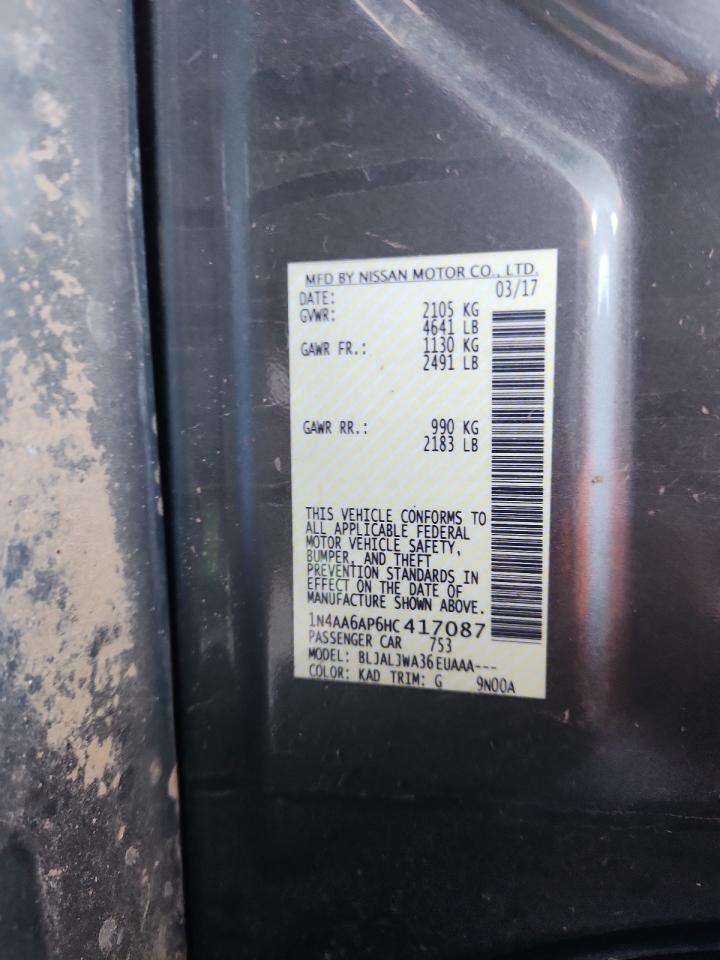 MFD BY NISSAN MOTOR CO., LTD.
DATE: 03/17
GVWR: 2105 KG
4641 LB
GAWR FR.: 1130 KG
2491 LB
GAWR RR.: 990 KG
2183 LB
THIS VEHICLE CONFORMS TO
ALL APPLICABLE FEDERAL
MOTOR VEHICLE SAFETY,
BUMPER, AND THEFT
PREVENTION STANDARDS IN
EFFECT ON THE DATE OF
MANUFACTURE SHOWN ABOVE.
1N4AA6AP6HC417087
PASSENGER CAR 753
MODEL: BLJALJWA36EUAAA---
COLOR: KAD TRIM: G 9N00A